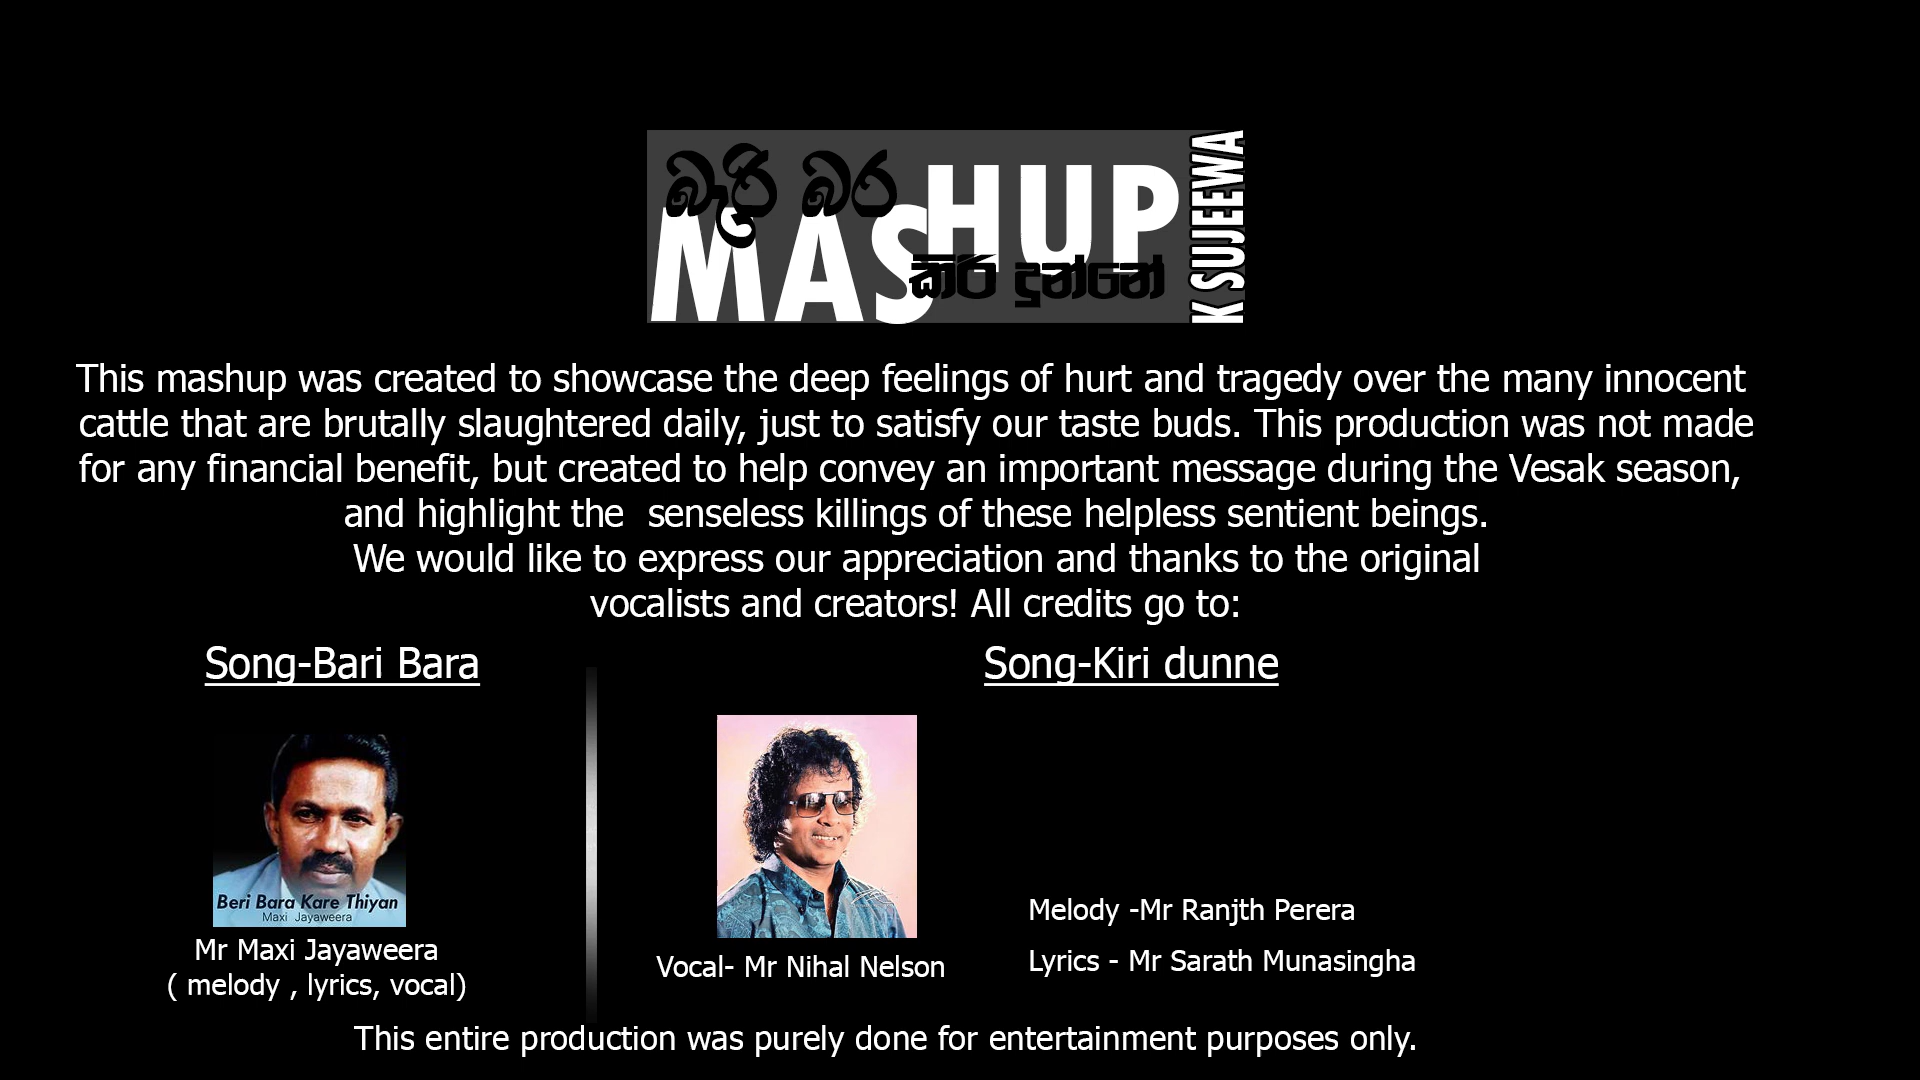 බැරි බර
MASHUP
කිරි දුන්නේ
K SUJEEWA
This mashup was created to showcase the deep feelings of hurt and tragedy over the many innocent
cattle that are brutally slaughtered daily, just to satisfy our taste buds. This production was not made
for any financial benefit, but created to help convey an important message during the Vesak season,
and highlight the  senseless killings of these helpless sentient beings.
We would like to express our appreciation and thanks to the original
vocalists and creators! All credits go to:
Song-Bari Bara
Beri Bara Kare Thiyan
Maxi Jayaweera
Mr Maxi Jayaweera
( melody , lyrics, vocal)
Song-Kiri dunne
Vocal- Mr Nihal Nelson
Melody -Mr Ranjth Perera
Lyrics - Mr Sarath Munasingha
This entire production was purely done for entertainment purposes only.